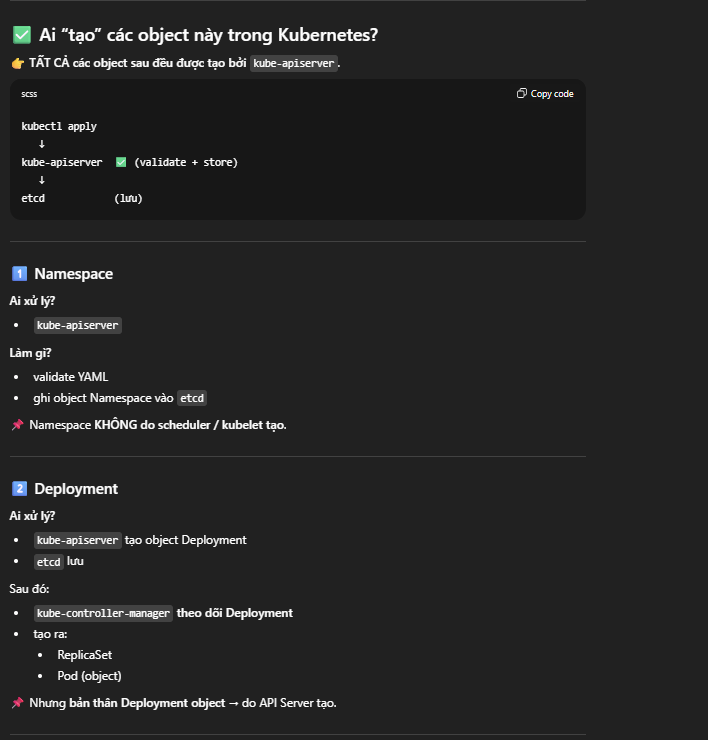 ✅ Ai “tạo” các object này trong Kubernetes?
👉 TẤT CẢ các object sau đều được tạo bởi kube-apiserver.
scss
Copy code
kubectl apply
↓
kube-apiserver ✅ (validate + store)
↓
etcd (lưu)
1️⃣ Namespace
Ai xử lý?
• kube-apiserver
Làm gì?
• validate YAML
• ghi object Namespace vào etcd
📌 Namespace KHÔNG do scheduler / kubelet tạo.
2️⃣ Deployment
Ai xử lý?
• kube-apiserver tạo object Deployment
• etcd lưu
Sau đó:
• kube-controller-manager theo dõi Deployment
• tạo ra:
• ReplicaSet
• Pod (object)
📌 Nhưng bản thân Deployment object → do API Server tạo.